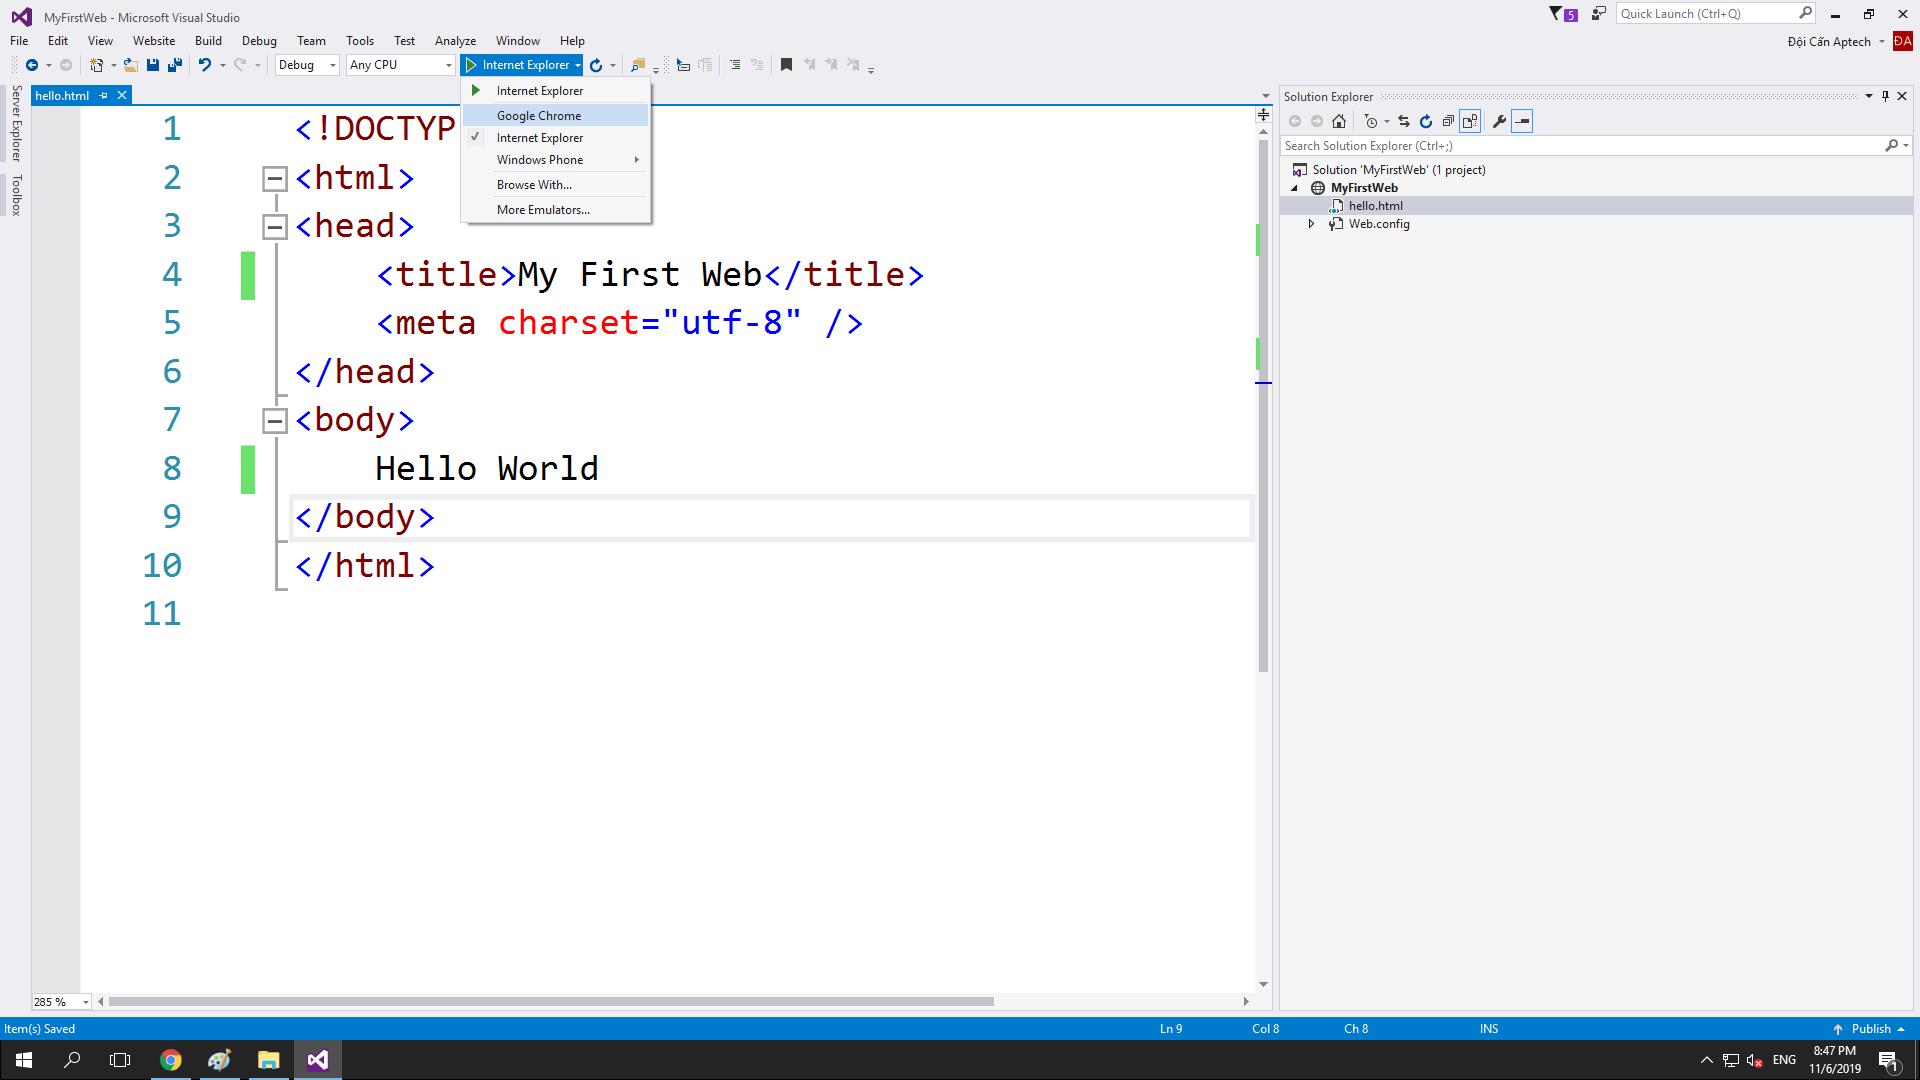 MyFirstWeb - Microsoft Visual Studio
5
Quick Launch (Ctrl+Q)
File Edit View Website Build Debug Team Tools Test Analyze Window Help
Đội Cấn Aptech
ĐA
Debug
Any CPU
Internet Explorer
Internet Explorer
Google Chrome
Internet Explorer
Windows Phone
Browse With...
More Emulators...
Server Explorer
Toolbox
hello.html
1 <!DOCTYP
2 <html>
3 <head>
4 <title>My First Web</title>
5 <meta charset="utf-8" />
6 </head>
7 <body>
8 Hello World
9 </body>
10 </html>
11
285 %
Solution Explorer
Search Solution Explorer (Ctrl+;)
Solution 'MyFirstWeb' (1 project)
MyFirstWeb
hello.html
Web.config
Item(s) Saved
Ln 9
Col 8
Ch 8
INS
Publish
ENG
8:47 PM
11/6/2019
1